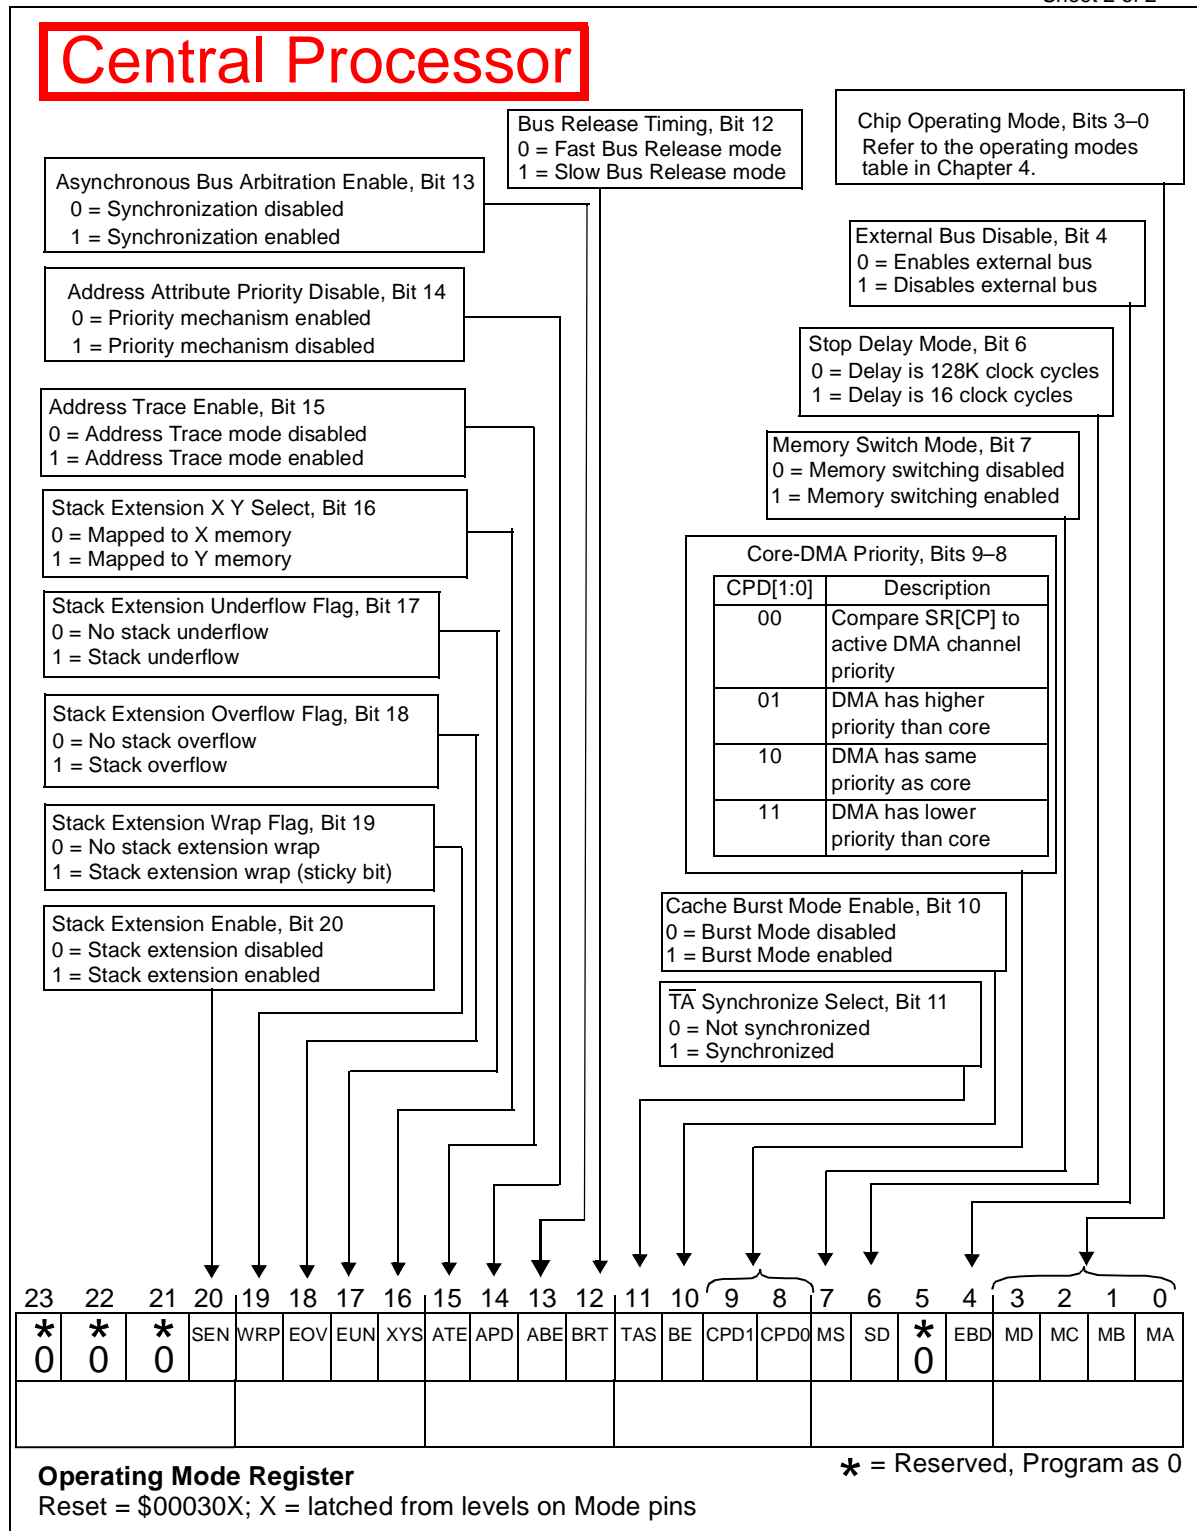 Central Processor
Bus Release Timing, Bit 12
0 = Fast Bus Release mode
1 = Slow Bus Release mode
Chip Operating Mode, Bits 3–0
Refer to the operating modes
table in Chapter 4.
Asynchronous Bus Arbitration Enable, Bit 13
0 = Synchronization disabled
1 = Synchronization enabled
External Bus Disable, Bit 4
0 = Enables external bus
1 = Disables external bus
Address Attribute Priority Disable, Bit 14
0 = Priority mechanism enabled
1 = Priority mechanism disabled
Stop Delay Mode, Bit 6
0 = Delay is 128K clock cycles
1 = Delay is 16 clock cycles
Address Trace Enable, Bit 15
0 = Address Trace mode disabled
1 = Address Trace mode enabled
Memory Switch Mode, Bit 7
0 = Memory switching disabled
1 = Memory switching enabled
Stack Extension X Y Select, Bit 16
0 = Mapped to X memory
1 = Mapped to Y memory
Core-DMA Priority, Bits 9–8
CPD[1:0] Description
00 Compare SR[CP] to
active DMA channel
priority
01 DMA has higher
priority than core
10 DMA has same
priority as core
11 DMA has lower
priority than core
Stack Extension Underflow Flag, Bit 17
0 = No stack underflow
1 = Stack underflow
Stack Extension Overflow Flag, Bit 18
0 = No stack overflow
1 = Stack overflow
Stack Extension Wrap Flag, Bit 19
0 = No stack extension wrap
1 = Stack extension wrap (sticky bit)
Stack Extension Enable, Bit 20
0 = Stack extension disabled
1 = Stack extension enabled
Cache Burst Mode Enable, Bit 10
0 = Burst Mode disabled
1 = Burst Mode enabled
T̅A̅ Synchronize Select, Bit 11
0 = Not synchronized
1 = Synchronized
23 22 21 20 19 18 17 16 15 14 13 12 11 10 9 8 7 6 5 4 3 2 1 0
* * * SEN WRP EOV EUN XYS ATE APD ABE BRT TAS BE CPD1 CPD0 MS SD * EBD MD MC MB MA
0 0 0 0
* = Reserved, Program as 0
Operating Mode Register
Reset = $00030X; X = latched from levels on Mode pins